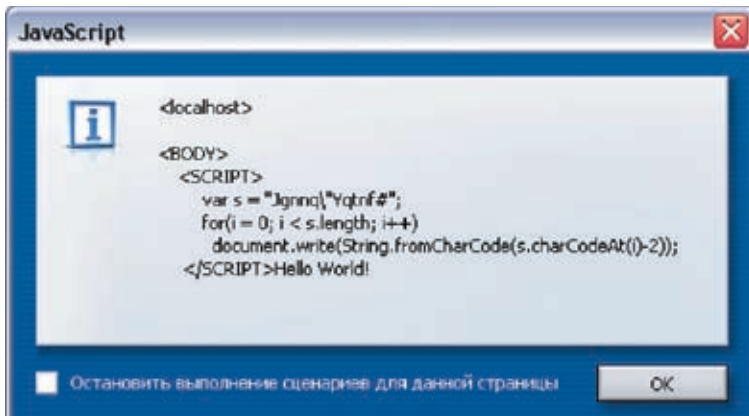 JavaScript
<localhost>
<BODY>
<SCRIPT>
var s = "Jgnnq\"Yqtnf#";
for(i = 0; i < s.length; i++)
document.write(String.fromCharCode(s.charCodeAt(i)-2));
</SCRIPT>Hello World!
Остановить выполнение сценариев для данной страницы
OK